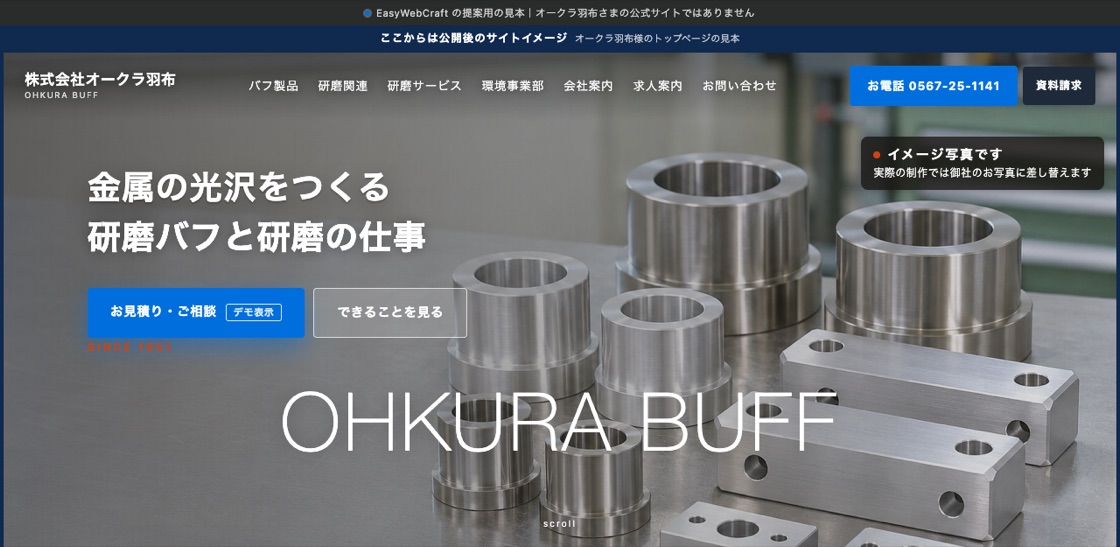 EasyWebCraft の提案用の見本｜オークラ羽布さまの公式サイトではありません
ここからは公開後のサイトイメージ オークラ羽布様のトップページの見本
株式会社オークラ羽布
OHKURA BUFF
バフ製品 研磨関連 研磨サービス 環境事業部 会社案内 求人案内 お問い合わせ
お電話 0567-25-1141
資料請求
イメージ写真です
実際の制作では御社のお写真に差し替えます
金属の光沢をつくる
研磨バフと研磨の仕事
お見積り・ご相談 デモ表示
できることを見る
OHKURA BUFF
scroll